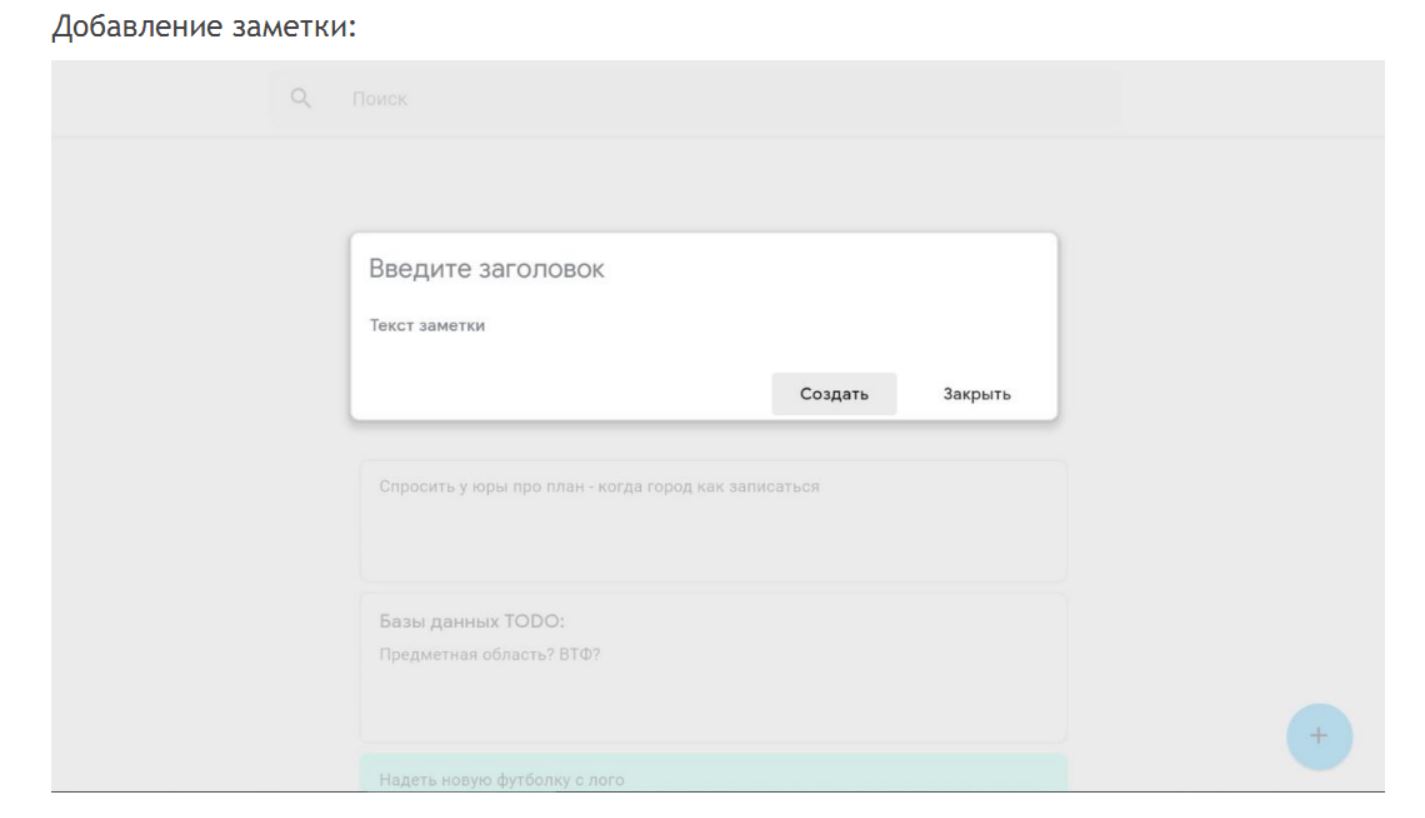 Добавление заметки:
Поиск
Введите заголовок
Текст заметки
Создать Закрыть
Спросить у юры про план - когда город как записаться
Базы данных TODO:
Предметная область? ВТФ?
Надеть новую футболку с лого
+